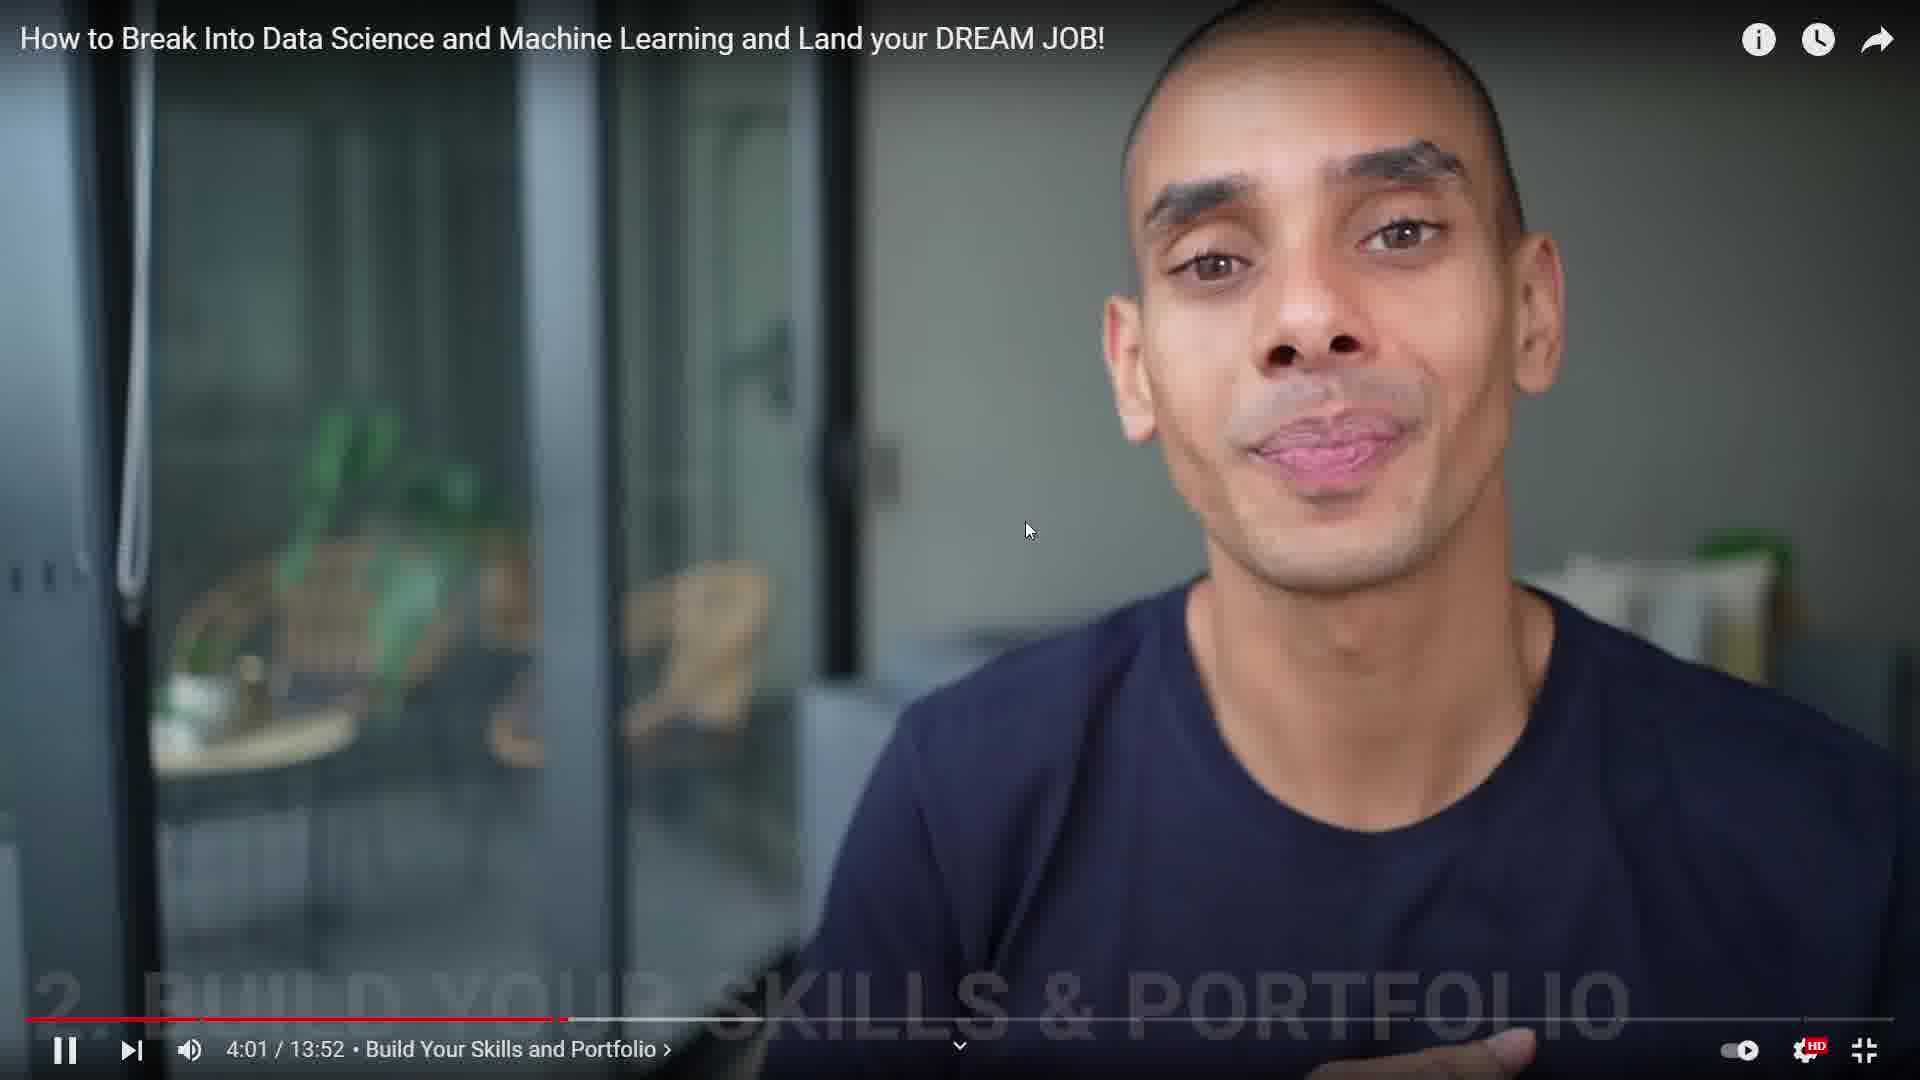 How to Break Into Data Science and Machine Learning and Land your DREAM JOB!
2. BUILD YOUR SKILLS & PORTFOLIO
4:01 / 13:52 • Build Your Skills and Portfolio
HD